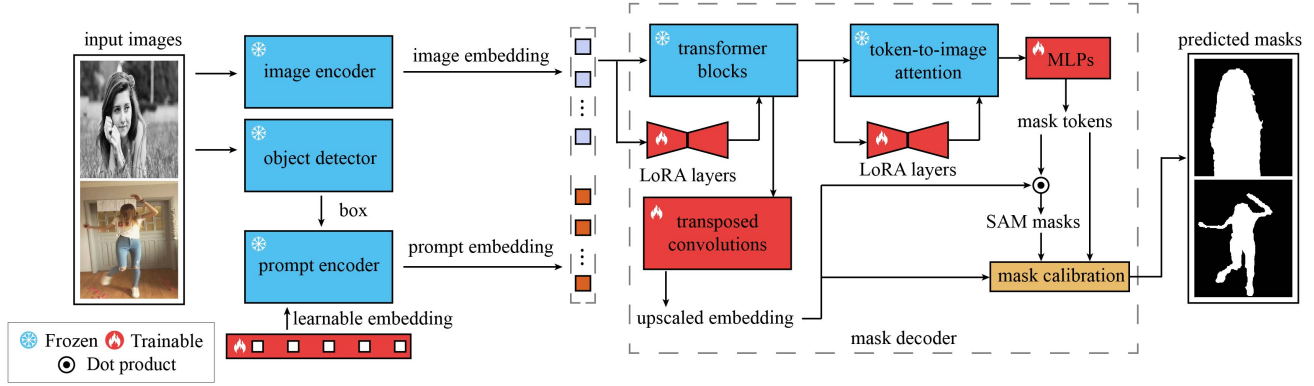 input images
image encoder
object detector
box
prompt encoder
learnable embedding
image embedding
prompt embedding
transformer
blocks
LoRA layers
transposed
convolutions
upscaled embedding
token-to-image
attention
LoRA layers
MLPs
mask tokens
SAM masks
mask calibration
mask decoder
predicted masks
Frozen
Trainable
Dot product